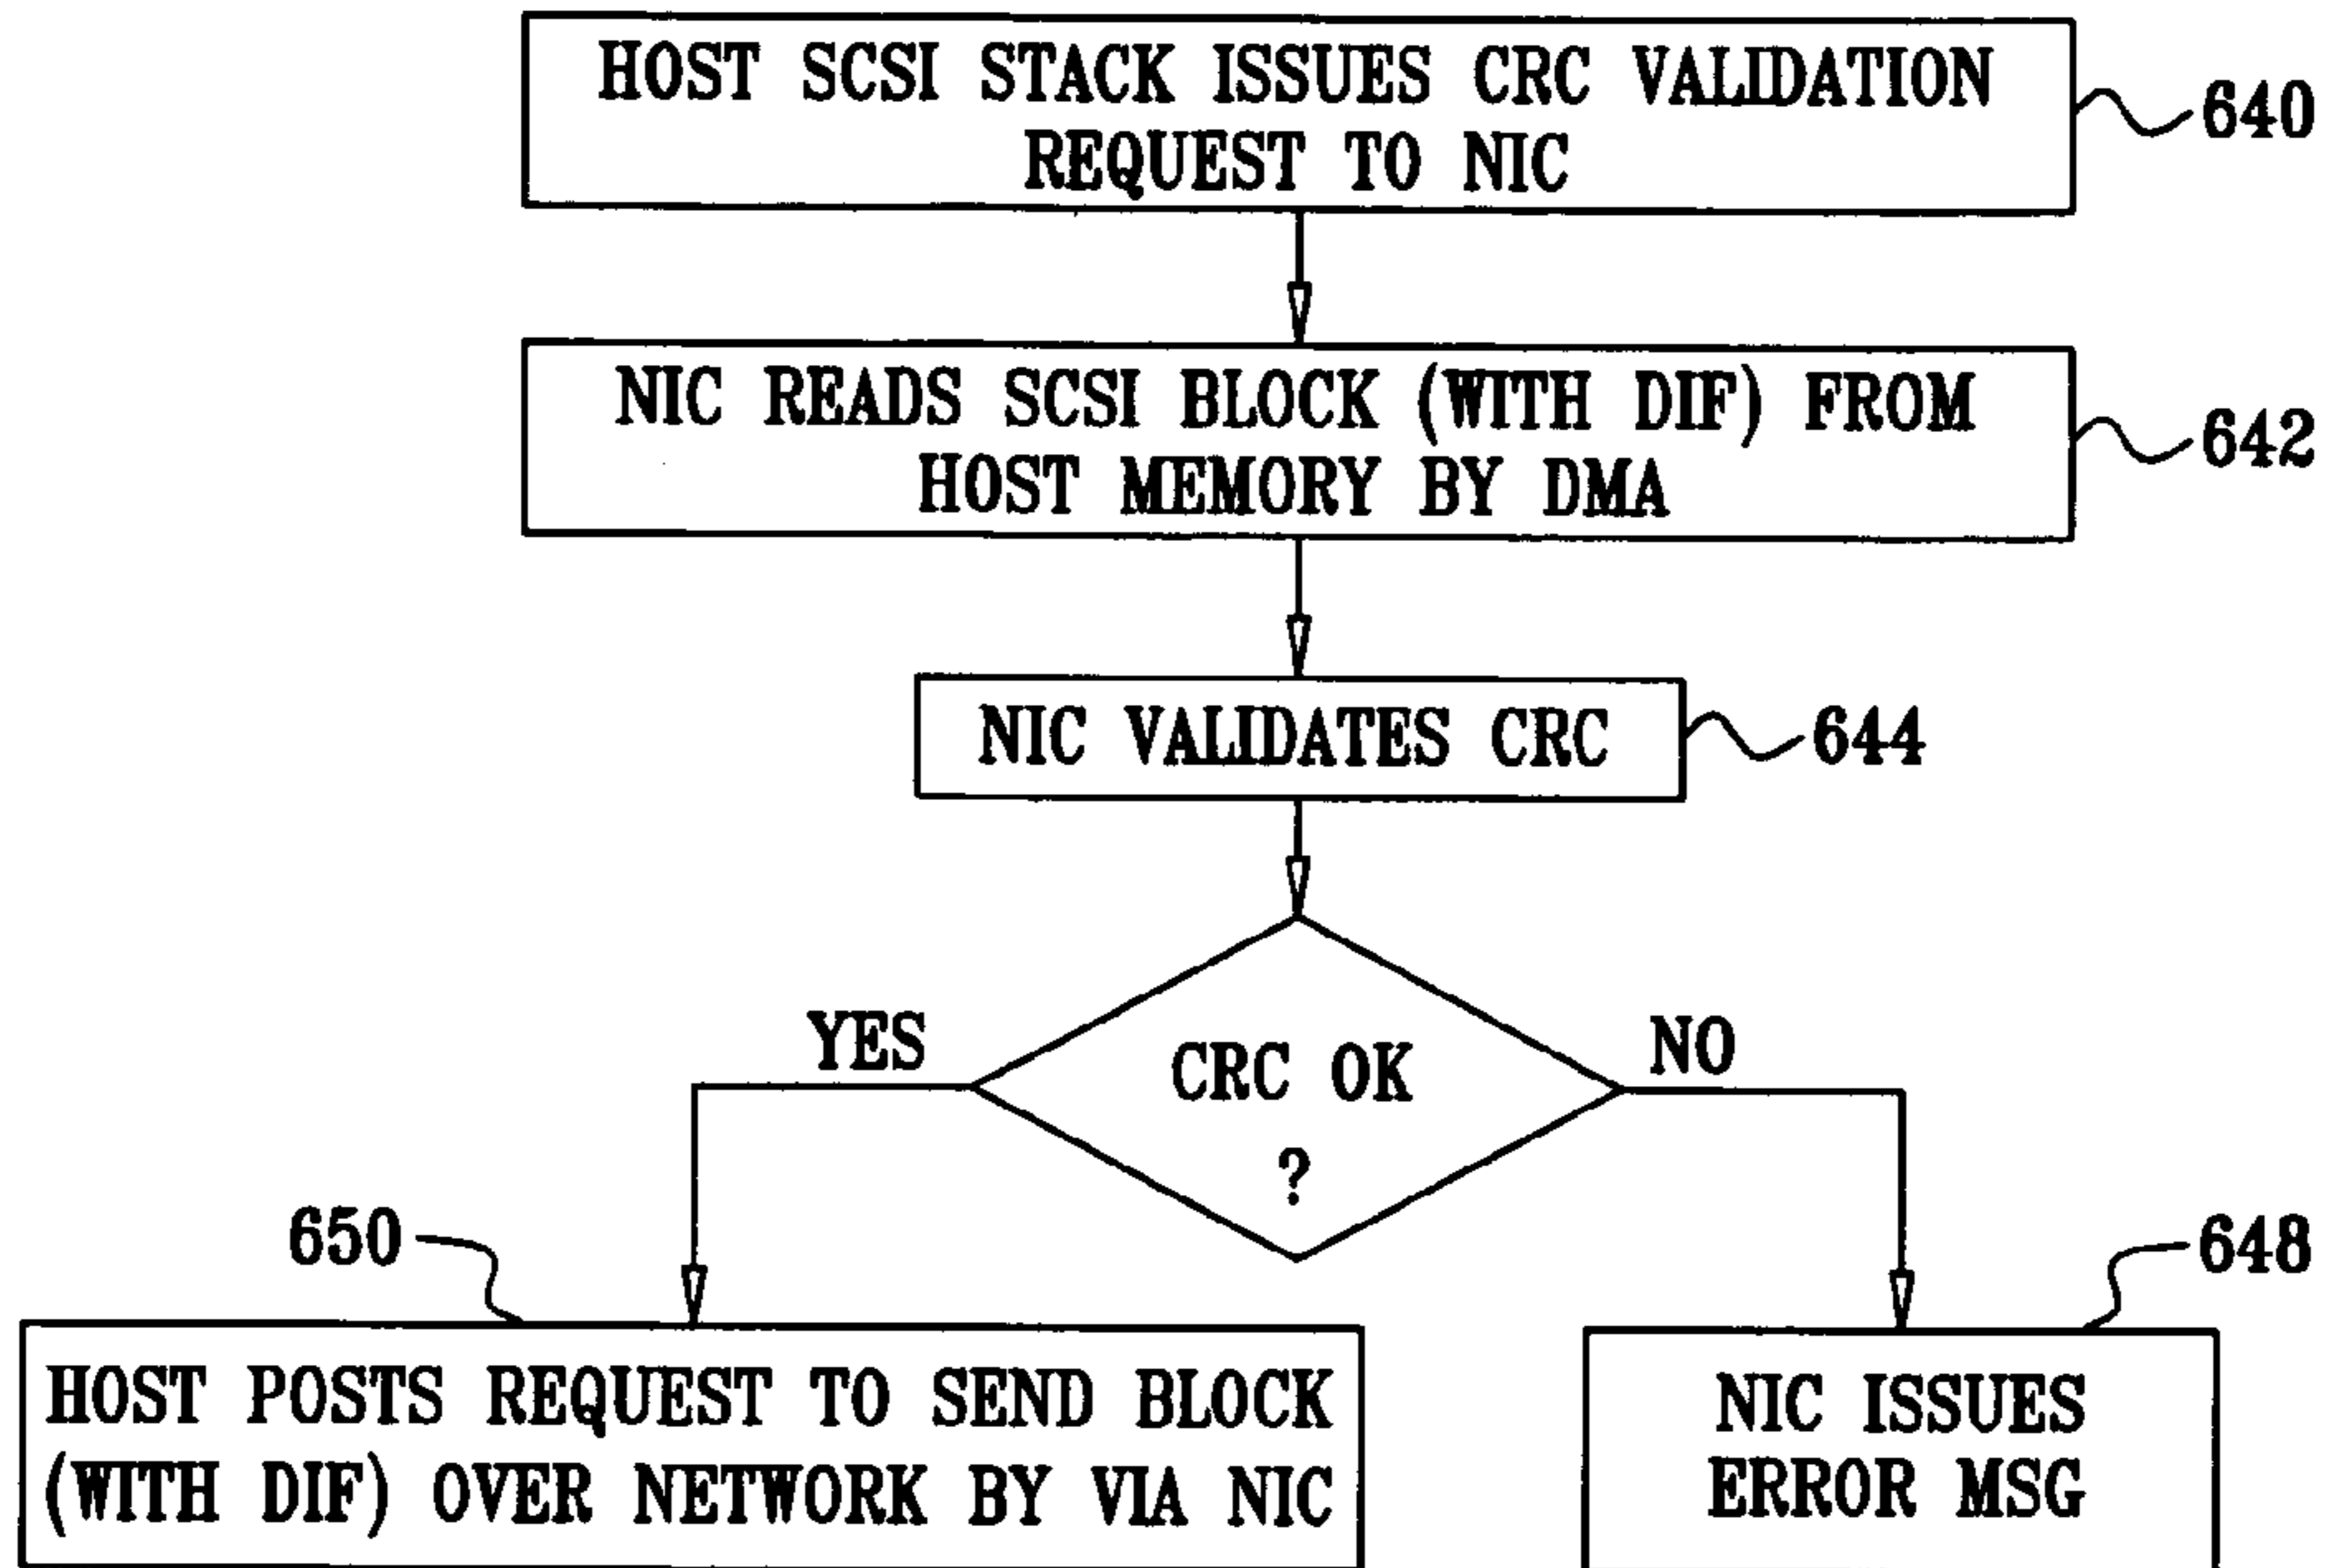 HOST SCSI STACK ISSUES CRC VALIDATION
REQUEST TO NIC
640
NIC READS SCSI BLOCK (WITH DIF) FROM
HOST MEMORY BY DMA
642
NIC VALIDATES CRC
644
YES
CRC OK
?
NO
650
648
HOST POSTS REQUEST TO SEND BLOCK
(WITH DIF) OVER NETWORK BY VIA NIC
NIC ISSUES
ERROR MSG